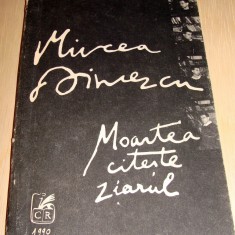 Mircea
Dinescu
Moartea
citește
ziarul
CR
1990